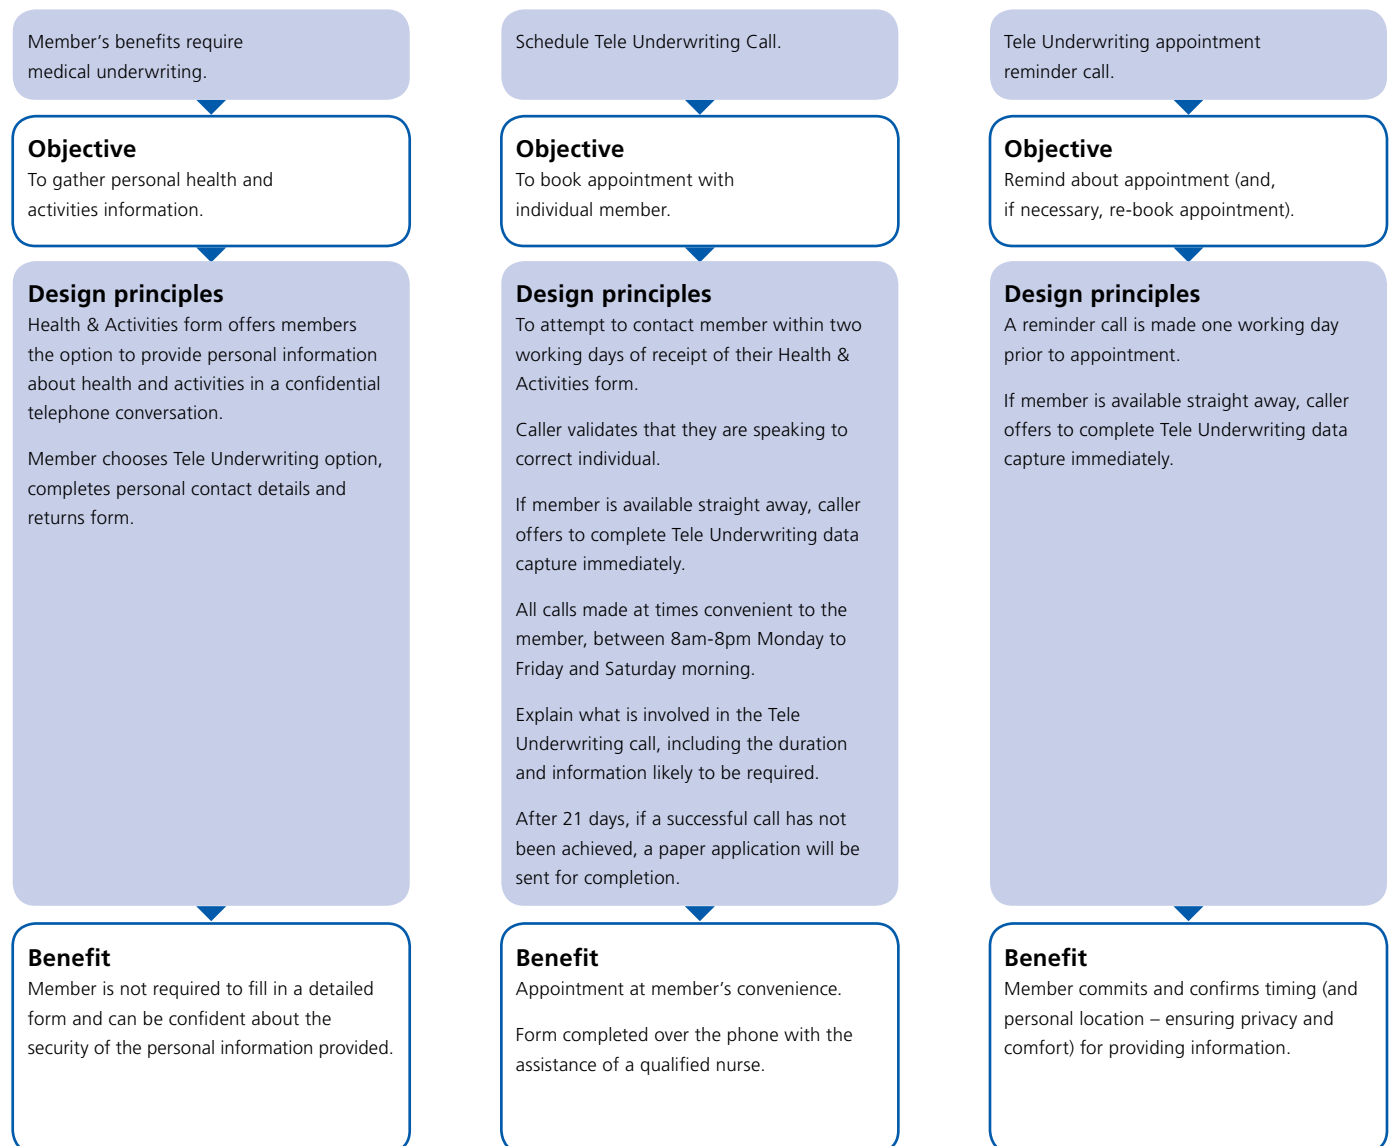 Member’s benefits require
medical underwriting.
Objective
To gather personal health and
activities information.
Design principles
Health & Activities form offers members
the option to provide personal information
about health and activities in a confidential
telephone conversation.
Member chooses Tele Underwriting option,
completes personal contact details and
returns form.
Benefit
Member is not required to fill in a detailed
form and can be confident about the
security of the personal information provided.
Schedule Tele Underwriting Call.
Objective
To book appointment with
individual member.
Design principles
To attempt to contact member within two
working days of receipt of their Health &
Activities form.
Caller validates that they are speaking to
correct individual.
If member is available straight away, caller
offers to complete Tele Underwriting data
capture immediately.
All calls made at times convenient to the
member, between 8am-8pm Monday to
Friday and Saturday morning.
Explain what is involved in the Tele
Underwriting call, including the duration
and information likely to be required.
After 21 days, if a successful call has not
been achieved, a paper application will be
sent for completion.
Benefit
Appointment at member’s convenience.
Form completed over the phone with the
assistance of a qualified nurse.
Tele Underwriting appointment
reminder call.
Objective
Remind about appointment (and,
if necessary, re-book appointment).
Design principles
A reminder call is made one working day
prior to appointment.
If member is available straight away, caller
offers to complete Tele Underwriting data
capture immediately.
Benefit
Member commits and confirms timing (and
personal location – ensuring privacy and
comfort) for providing information.